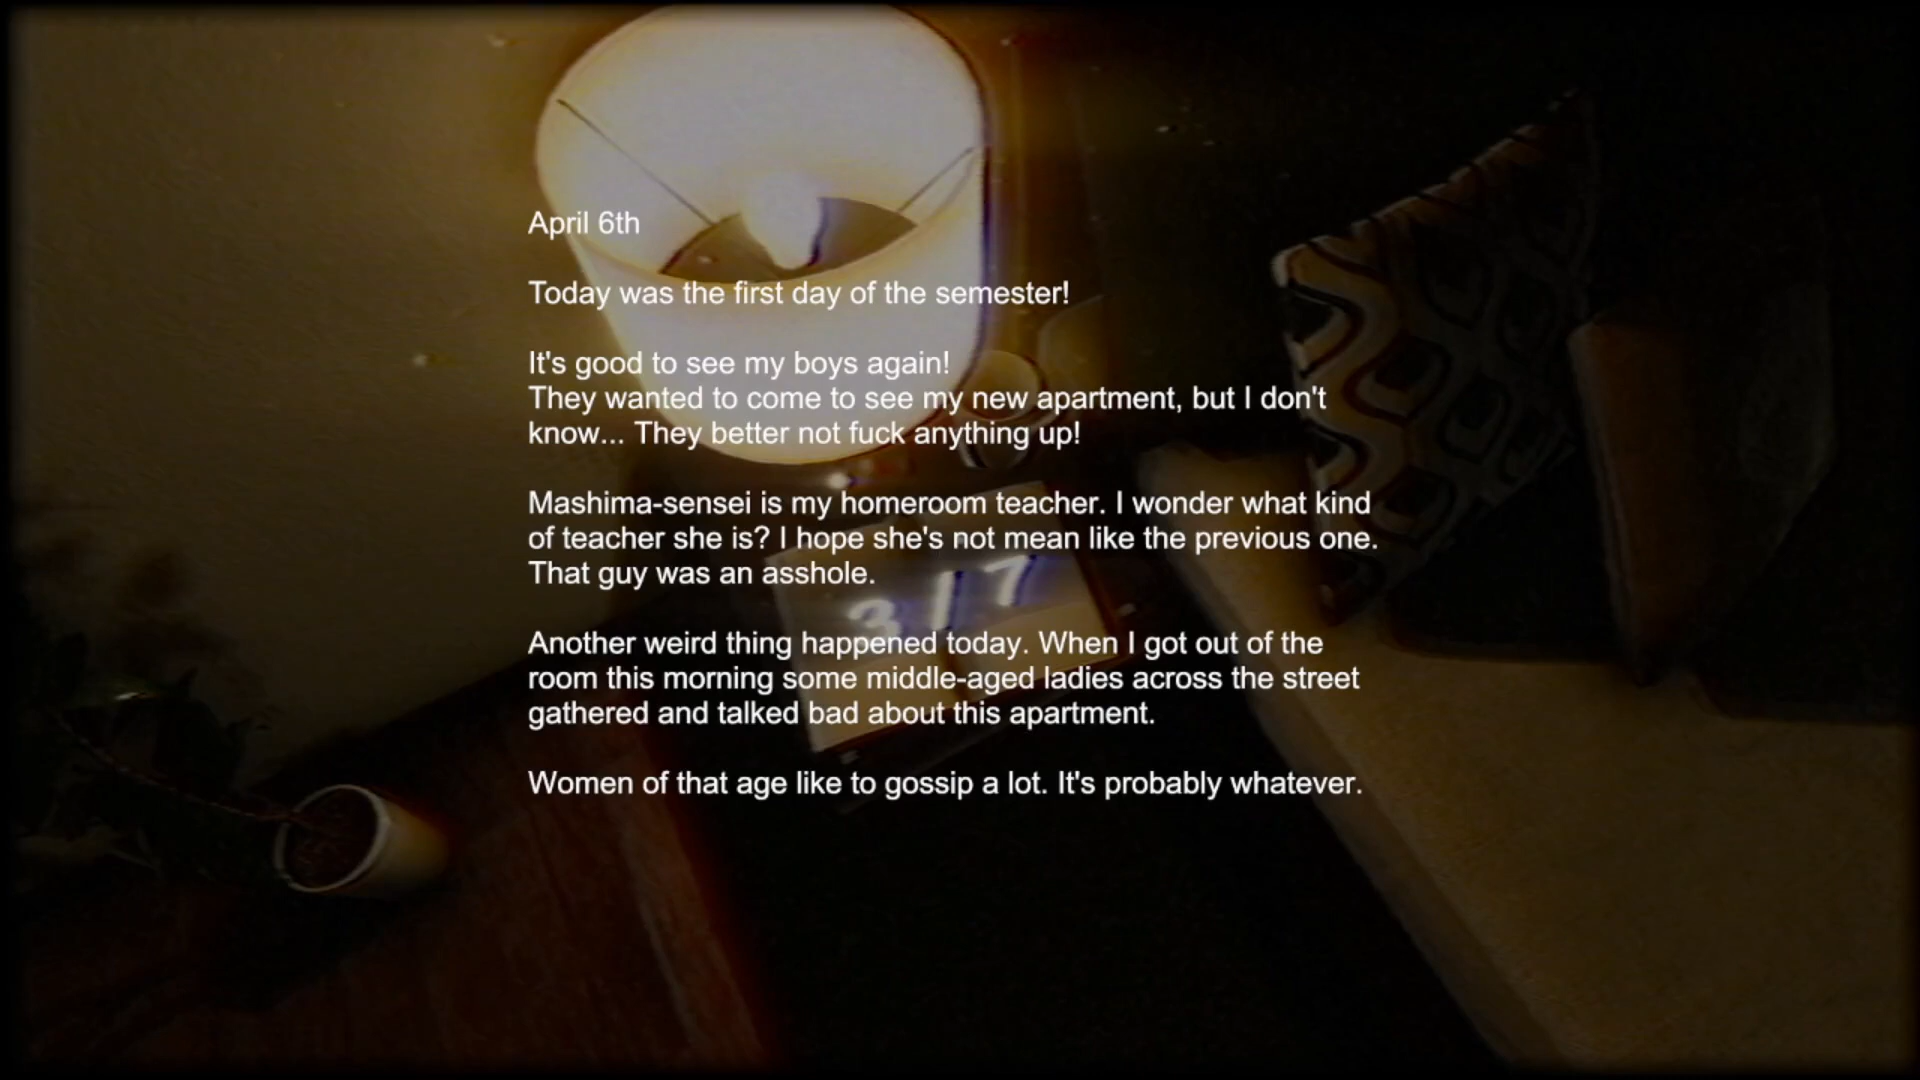 April 6th
Today was the first day of the semester!
It's good to see my boys again!
They wanted to come to see my new apartment, but I don't
know... They better not fuck anything up!
Mashima-sensei is my homeroom teacher. I wonder what kind
of teacher she is? I hope she's not mean like the previous one.
That guy was an asshole.
3/7
Another weird thing happened today. When I got out of the
room this morning some middle-aged ladies across the street
gathered and talked bad about this apartment.
Women of that age like to gossip a lot. It's probably whatever.